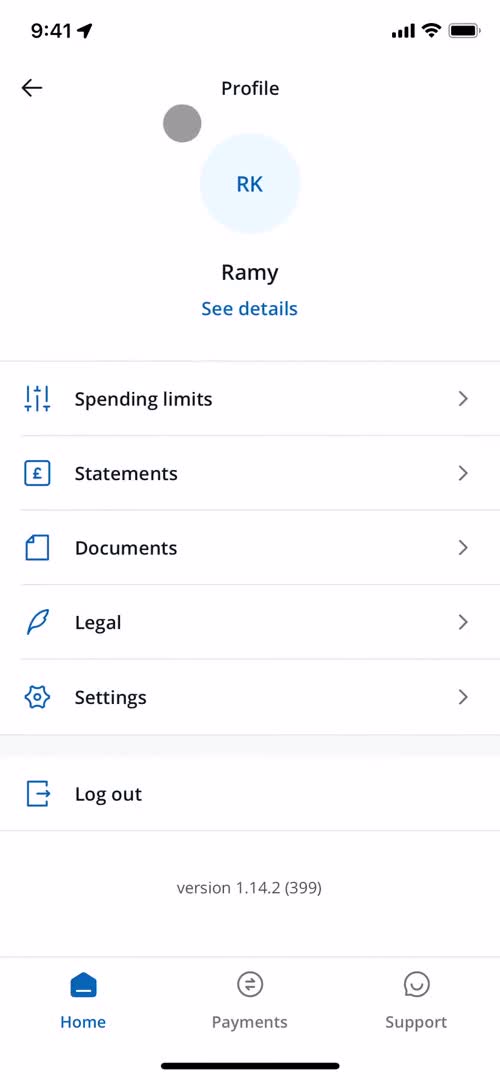 9:41
Profile
RK
Ramy
See details
Spending limits
£
Statements
Documents
Legal
Settings
Log out
version 1.14.2 (399)
Home
Payments
Support